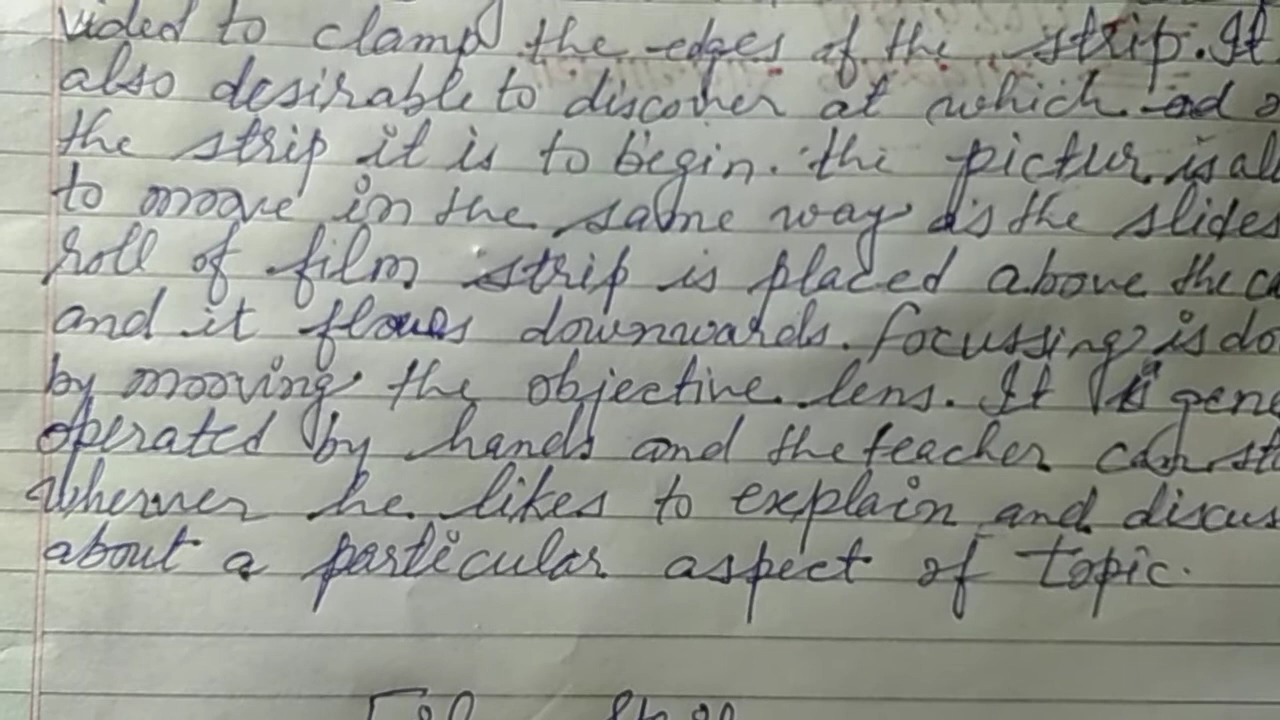 vided to clamp the edges of the strip. It
also desirable to discover at which
the strip it is to begin. the pictur is al
to moove in the same way as the slides
roll of film strip is placed above the
and it flows downwards. focussing is do
by mooving the objective lens. It is gene
operated by hands and the teacher can st
wherever he likes to explain and discus
about a particular aspect of topic.